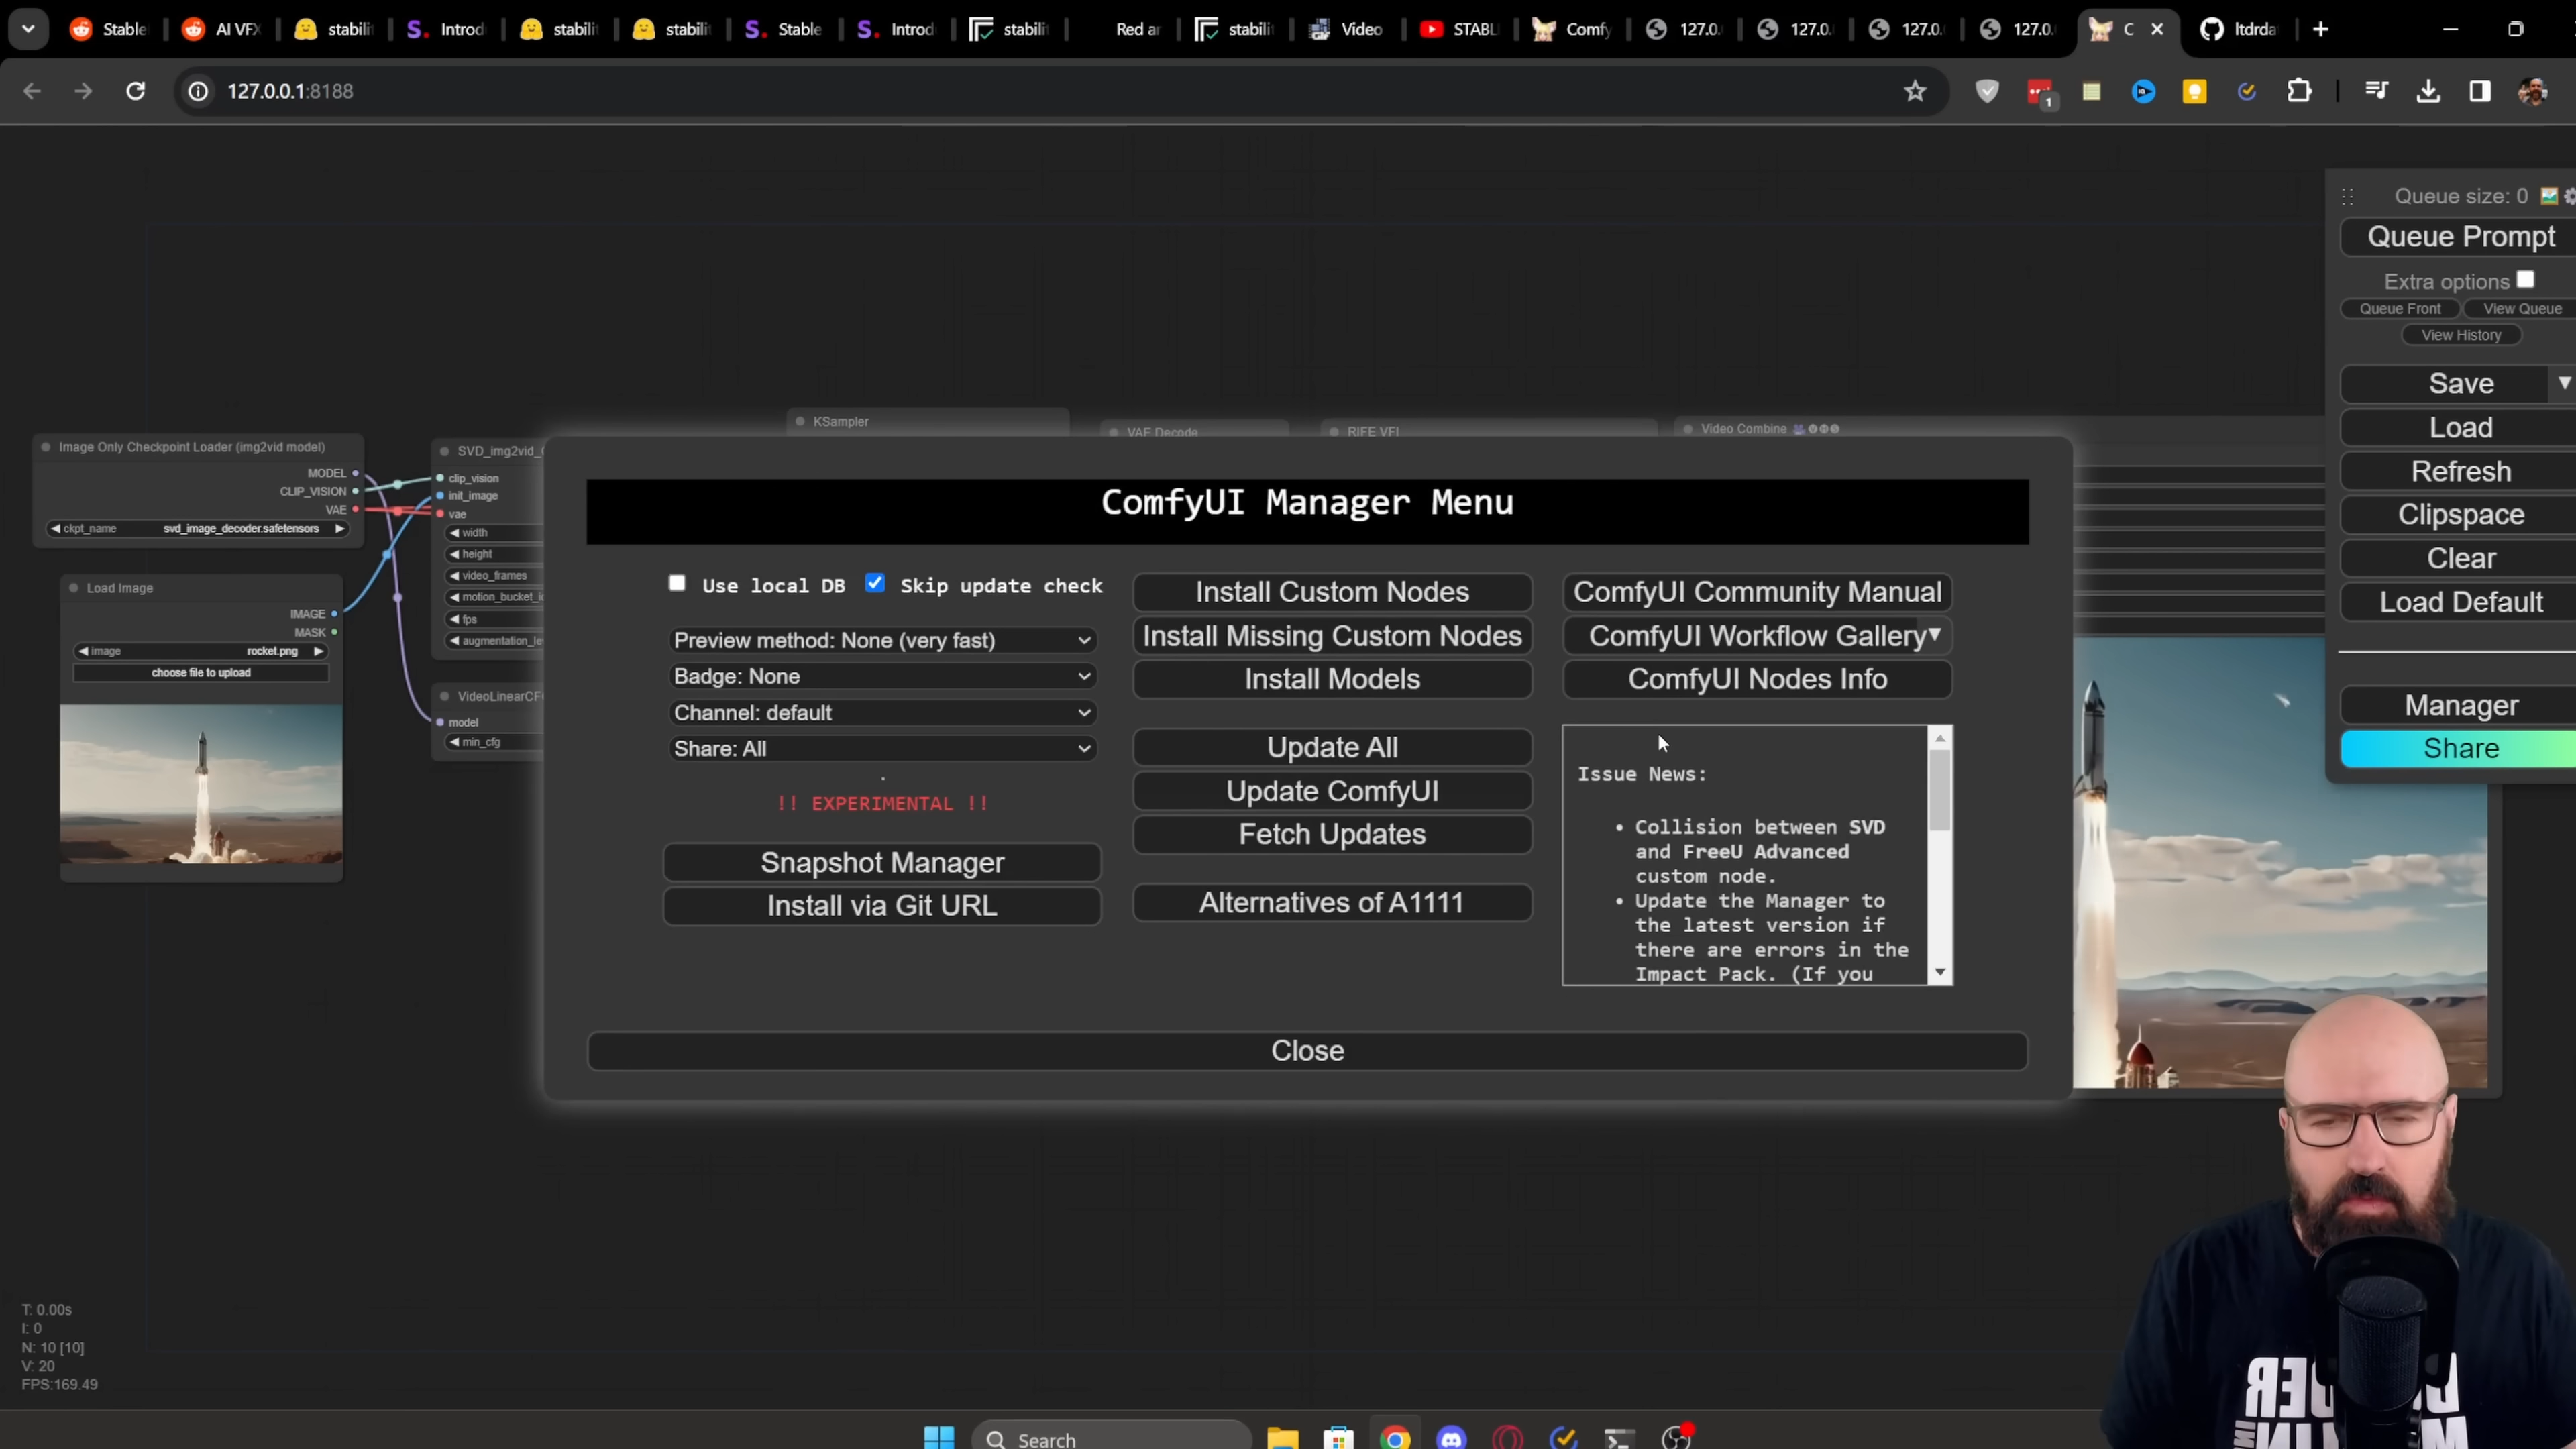 Stable
AI VFX
stabilit
Introd
stabilit
stabilit
Stable
Introd
stabilit
Red ar
stabilit
Video
STABL
Comfy
127.0.
127.0.
127.0.
127.0.
C
ltdrda
127.0.0.1:8188
1
Queue size: 0
Queue Prompt
Extra options
Queue Front
View Queue
View History
Save
Load
Refresh
Clipspace
Clear
Load Default
Manager
Share
KSampler
VAE Decode
RIFE VFI
Video Combine
Image Only Checkpoint Loader (img2vid model)
MODEL
CLIP_VISION
VAE
ckpt_name svd_image_decoder.safetensors
Load Image
IMAGE
MASK
image rocket.png
choose file to upload
SVD_img2vid_
clip_vision
init_image
vae
width
height
video_frames
motion_bucket_i
fps
augmentation_le
VideoLinearCF
model
min_cfg
ComfyUI Manager Menu
Use local DB
Skip update check
Preview method: None (very fast)
Badge: None
Channel: default
Share: All
!! EXPERIMENTAL !!
Snapshot Manager
Install via Git URL
Install Custom Nodes
Install Missing Custom Nodes
Install Models
Update All
Update ComfyUI
Fetch Updates
Alternatives of A1111
ComfyUI Community Manual
ComfyUI Workflow Gallery
ComfyUI Nodes Info
Issue News:
• Collision between SVD
and FreeU Advanced
custom node.
• Update the Manager to
the latest version if
there are errors in the
Impact Pack. (If you
Close
T: 0.00s
I: 0
N: 10 [10]
V: 20
FPS:169.49
Search